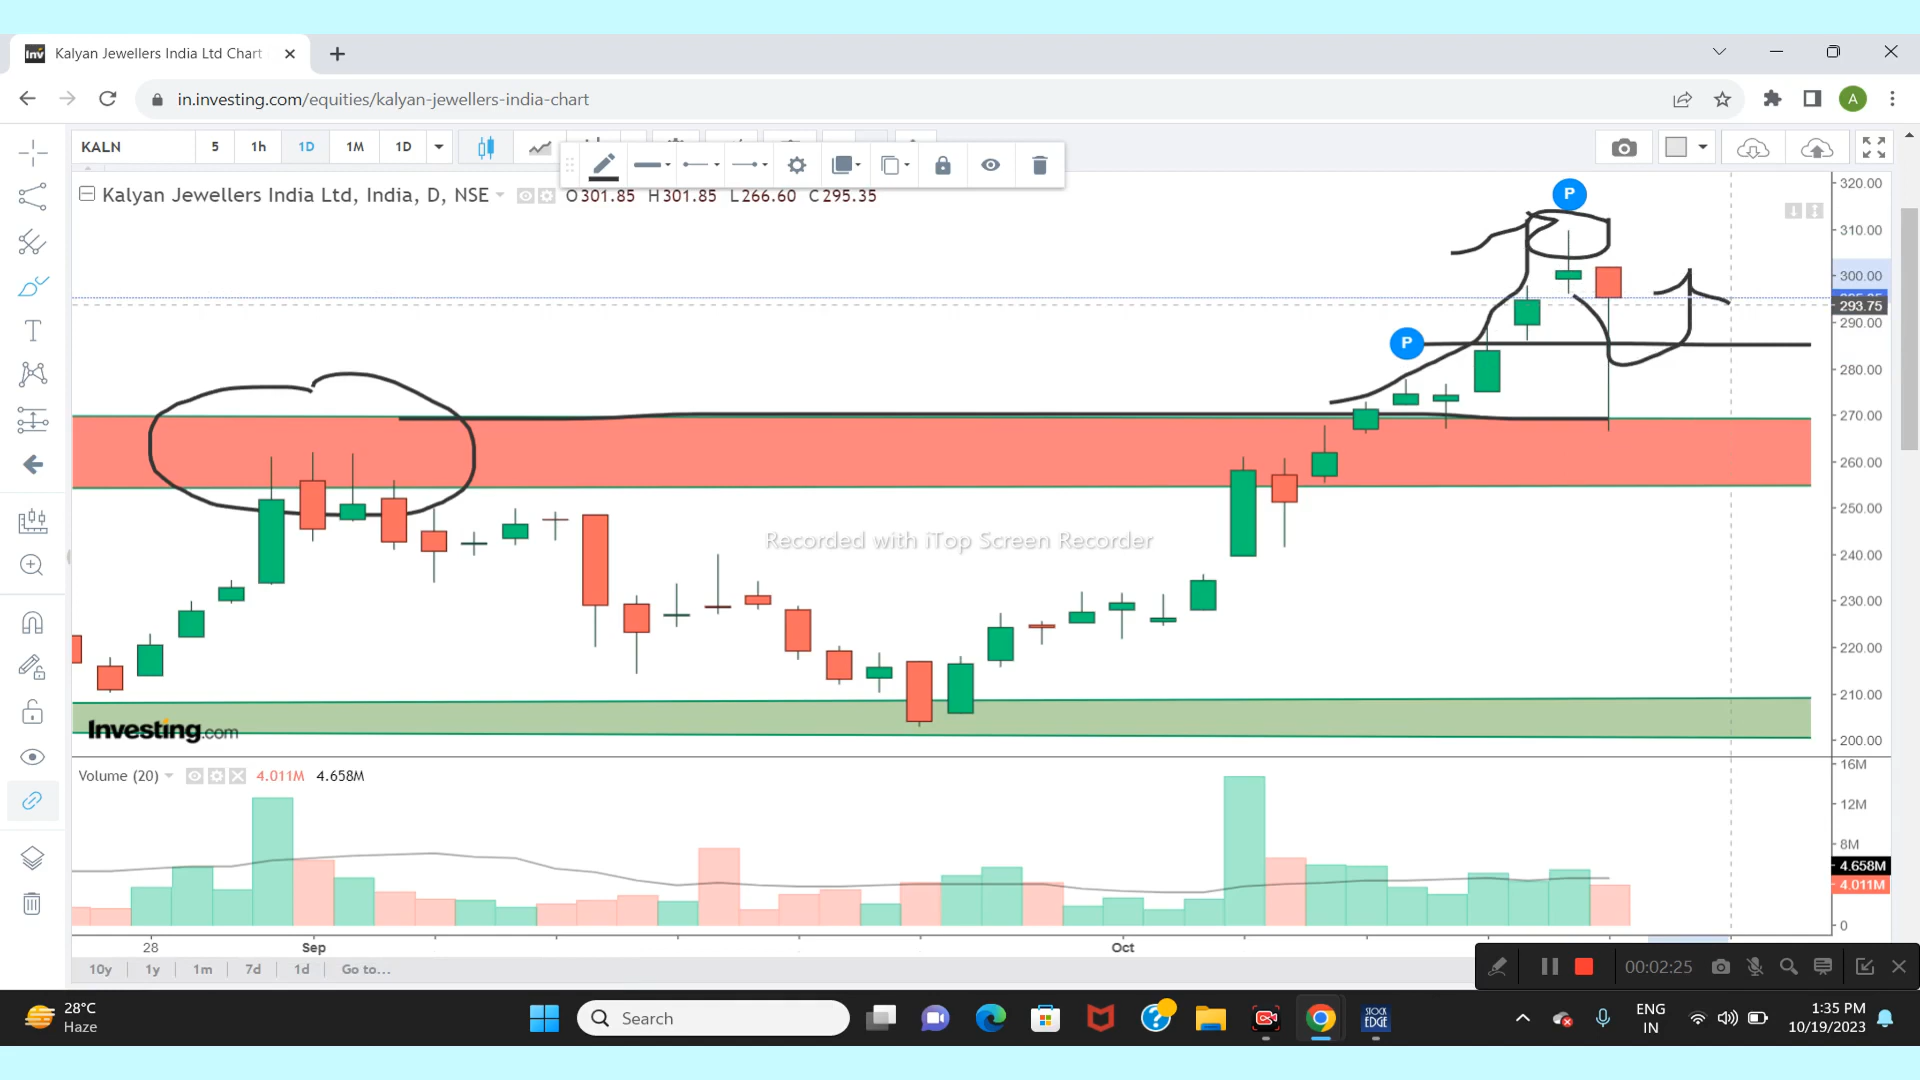 Kalyan Jewellers India Ltd Chart
in.investing.com/equities/kalyan-jewellers-india-chart
A
KALN 5 1h 1D 1M 1D
Kalyan Jewellers India Ltd, India, D, NSE O301.85 H301.85 L266.60 C295.35
P
P
320.00
310.00
300.00
293.75
290.00
280.00
270.00
260.00
250.00
240.00
230.00
220.00
210.00
200.00
Recorded with iTop Screen Recorder
Investing.com
Volume (20) 4.011M 4.658M
16M
12M
8M
4.658M
4.011M
0
28 Sep Oct
10y 1y 1m 7d 1d Go to...
00:02:25
28°C
Haze
Search
STOCK
EDGE
ENG
IN
1:35 PM
10/19/2023